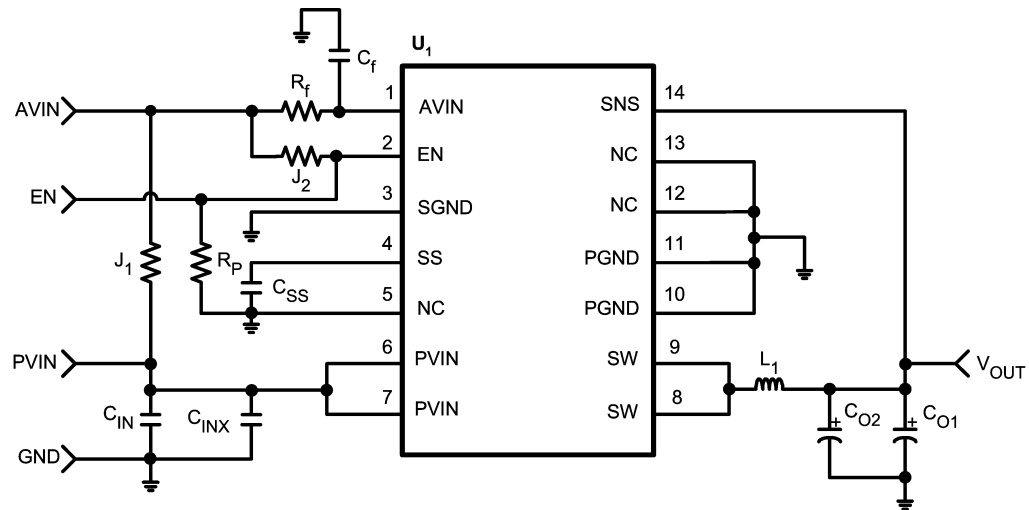 U1
Cf
Rf
AVIN
1
AVIN
SNS
14
2
EN
NC
13
J2
EN
3
SGND
NC
12
4
SS
PGND
11
J1
RP
CSS
5
NC
PGND
10
PVIN
6
PVIN
SW
9
L1
VOUT
7
PVIN
SW
8
CIN
CINX
+
CO2
+
CO1
GND